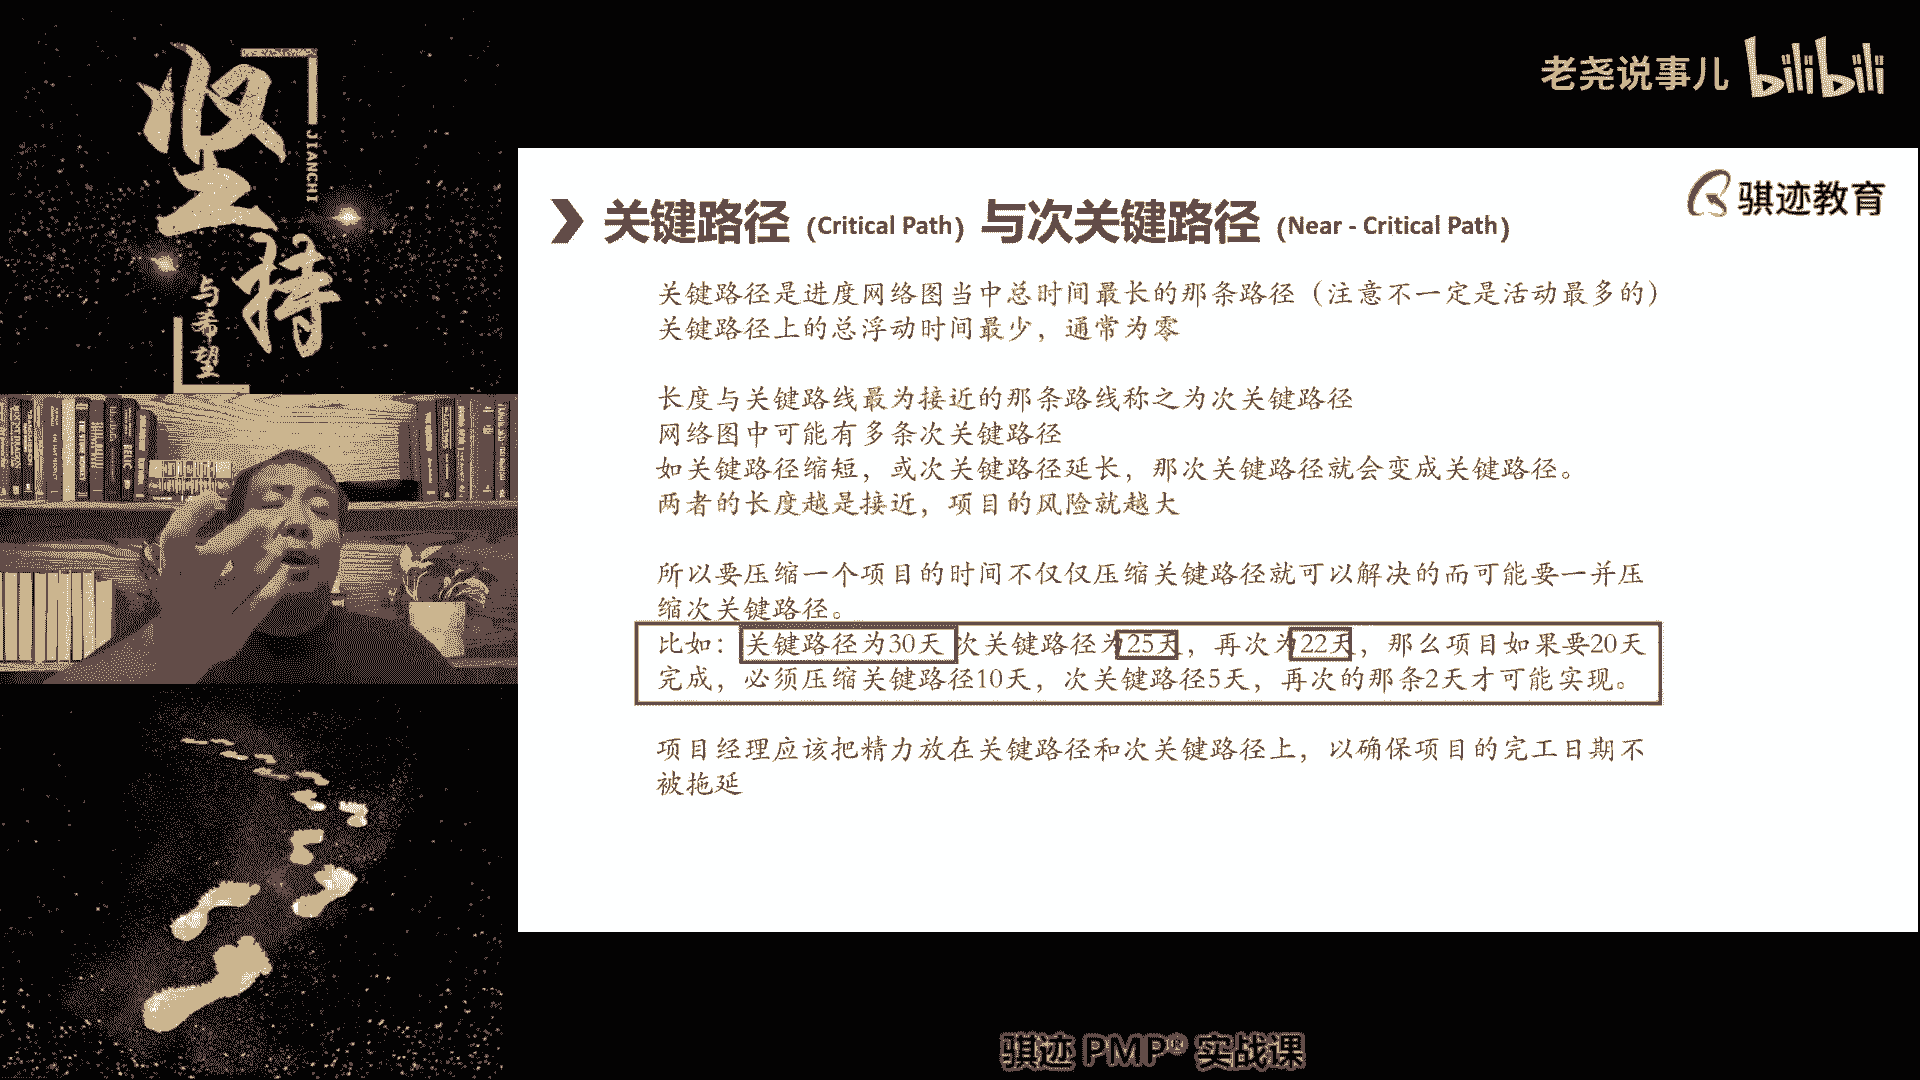 坚持
JIANCHI
与希望
老尧说事儿 bilibili
骐迹教育
关键路径 (Critical Path) 与次关键路径 (Near - Critical Path)
关键路径是进度网络图当中总时间最长的那条路径（注意不一定是活动最多的）
关键路径上的总浮动时间最少，通常为零
长度与关键路线最为接近的那条路线称之为次关键路径
网络图中可能有多条次关键路径
如关键路径缩短，或次关键路径延长，那次关键路径就会变成关键路径。
两者的长度越是接近，项目的风险就越大
所以要压缩一个项目的时间不仅仅压缩关键路径就可以解决的而可能要一并压
缩次关键路径。
比如：关键路径为30天 次关键路径为25天，再次为22天，那么项目如果要20天
完成，必须压缩关键路径10天，次关键路径5天，再次的那条2天才可能实现。
项目经理应该把精力放在关键路径和次关键路径上，以确保项目的完工日期不
被拖延
骐迹 PMP® 实战课